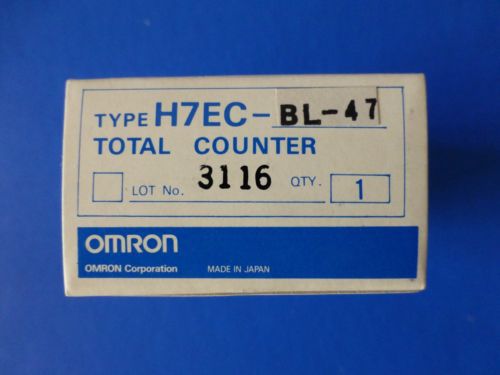 TYPE H7EC-BL-47
TOTAL COUNTER
LOT No. 3116 QTY. 1
OMRON
OMRON Corporation MADE IN JAPAN